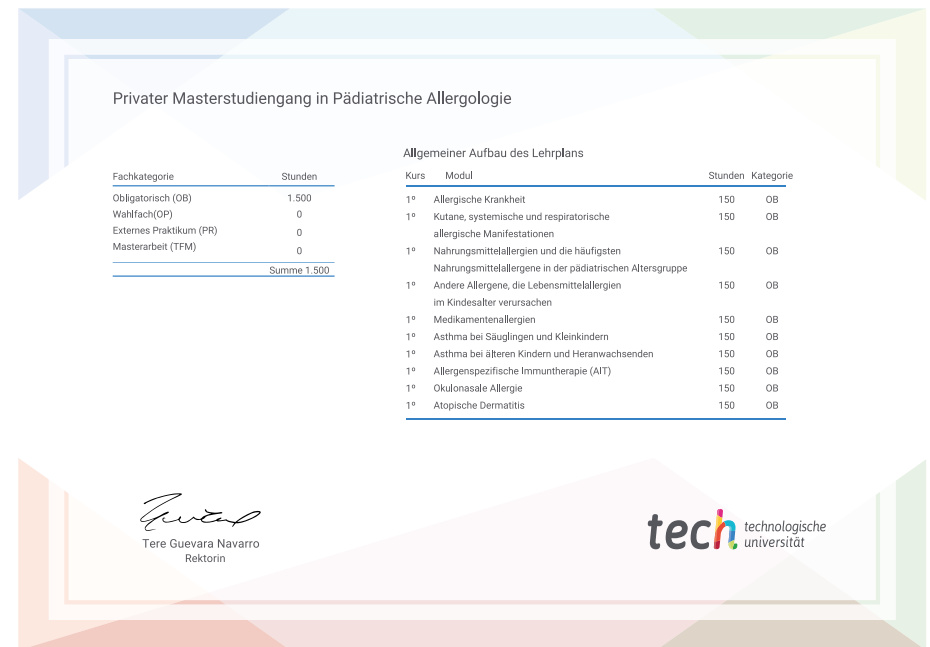 Privater Masterstudiengang in Pädiatrische Allergologie
Fachkategorie Stunden
Obligatorisch (OB) 1.500
Wahlfach(OP) 0
Externes Praktikum (PR) 0
Masterarbeit (TFM) 0
Summe 1.500
Allgemeiner Aufbau des Lehrplans
Kurs Modul Stunden Kategorie
1º Allergische Krankheit 150 OB
1º Kutane, systemische und respiratorische 150 OB
allergische Manifestationen
1º Nahrungsmittelallergien und die häufigsten 150 OB
Nahrungsmittelallergene in der pädiatrischen Altersgruppe
1º Andere Allergene, die Lebensmittelallergien 150 OB
im Kindesalter verursachen
1º Medikamentenallergien 150 OB
1º Asthma bei Säuglingen und Kleinkindern 150 OB
1º Asthma bei älteren Kindern und Heranwachsenden 150 OB
1º Allergenspezifische Immuntherapie (AIT) 150 OB
1º Okulonasale Allergie 150 OB
1º Atopische Dermatitis 150 OB
Tere Guevara Navarro
Rektorin
tech technologische
universität